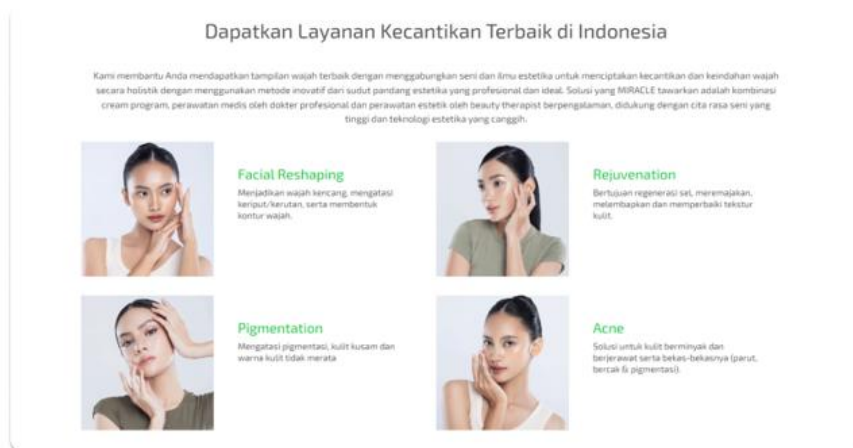 Dapatkan Layanan Kecantikan Terbaik di Indonesia
Kami membantu Anda mendapatkan tampilan wajah terbaik dengan menggabungkan seni dan ilmu estetika untuk menciptakan kecantikan dan keindahan wajah
secara holistik dengan menggunakan metode inovatif dari sudut pandang estetika yang profesional dan ideal. Solusi yang MIRACLE tawarkan adalah kombinasi
cream program, perawatan medis oleh dokter profesional dan perawatan estetik oleh beauty therapist berpengalaman, didukung dengan cita rasa seni yang
tinggi dan teknologi estetika yang canggih.
Facial Reshaping
Menjadikan wajah kencang, mengatasi
keriput/kerutan, serta membentuk
kontur wajah.
Rejuvenation
Bertujuan regenerasi sel, meremajakan,
melembapkan dan memperbaiki tekstur
kulit.
Pigmentation
Mengatasi pigmentasi, kulit kusam dan
warna kulit tidak merata
Acne
Solusi untuk kulit berminyak dan
berjerawat serta bekas-bekasnya (parut,
bercak & pigmentasi).